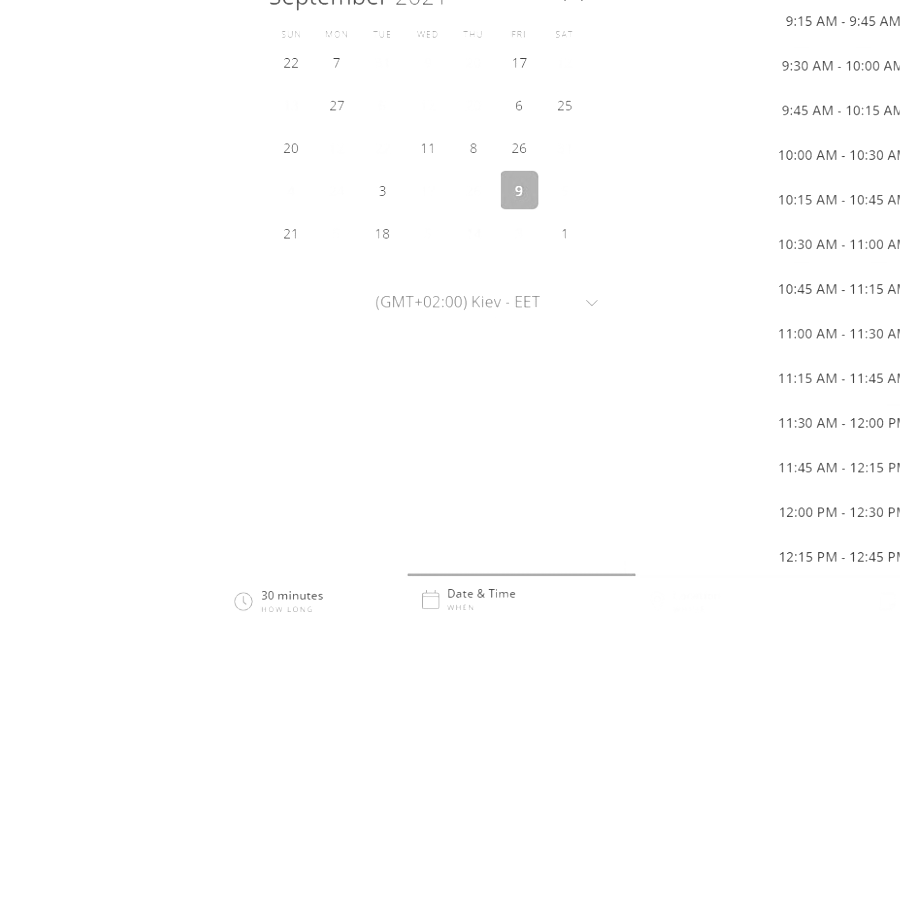 September 2021
SUN MON TUE WED THU FRI SAT
22 7 17
27 6 25
20 11 8 26
3 9
21 18 1
(GMT+02:00) Kiev - EET
9:15 AM - 9:45 AM
9:30 AM - 10:00 AM
9:45 AM - 10:15 AM
10:00 AM - 10:30 AM
10:15 AM - 10:45 AM
10:30 AM - 11:00 AM
10:45 AM - 11:15 AM
11:00 AM - 11:30 AM
11:15 AM - 11:45 AM
11:30 AM - 12:00 PM
11:45 AM - 12:15 PM
12:00 PM - 12:30 PM
12:15 PM - 12:45 PM
30 minutes
HOW LONG
Date & Time
WHEN